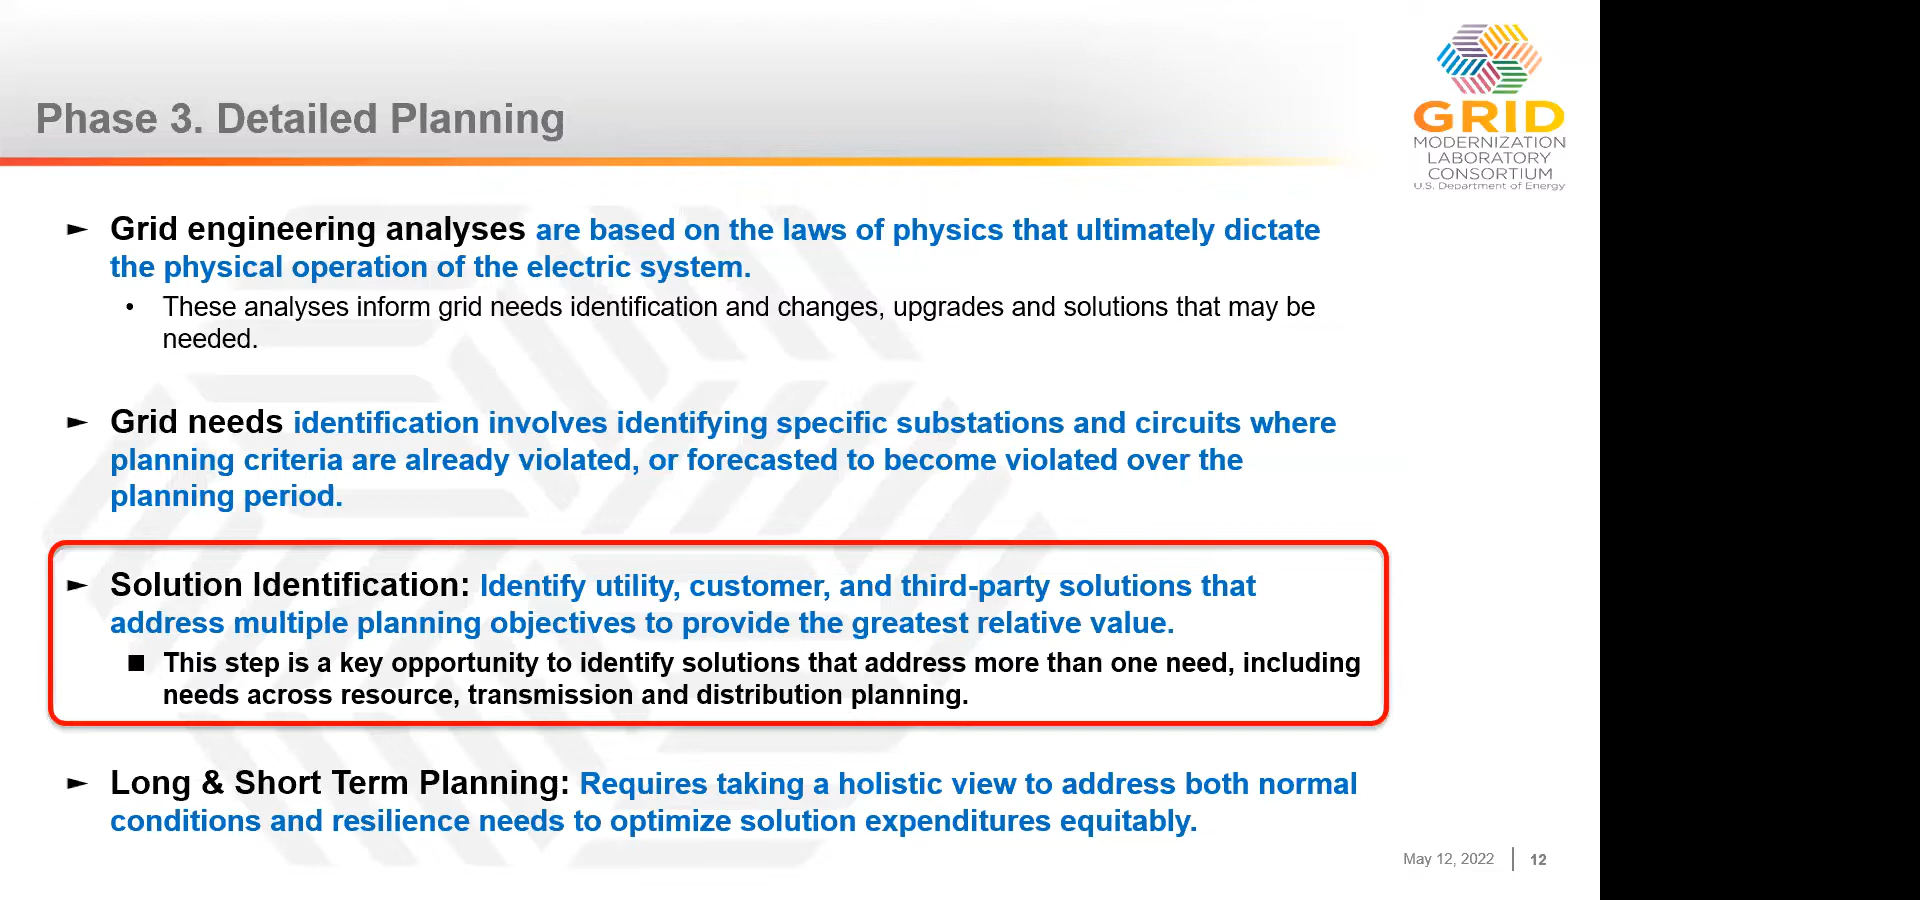 Phase 3. Detailed Planning
GRID
MODERNIZATION
LABORATORY
CONSORTIUM
U.S. Department of Energy
► Grid engineering analyses are based on the laws of physics that ultimately dictate
the physical operation of the electric system.
• These analyses inform grid needs identification and changes, upgrades and solutions that may be
needed.
► Grid needs identification involves identifying specific substations and circuits where
planning criteria are already violated, or forecasted to become violated over the
planning period.
► Solution Identification: Identify utility, customer, and third-party solutions that
address multiple planning objectives to provide the greatest relative value.
■ This step is a key opportunity to identify solutions that address more than one need, including
needs across resource, transmission and distribution planning.
► Long & Short Term Planning: Requires taking a holistic view to address both normal
conditions and resilience needs to optimize solution expenditures equitably.
May 12, 2022 12